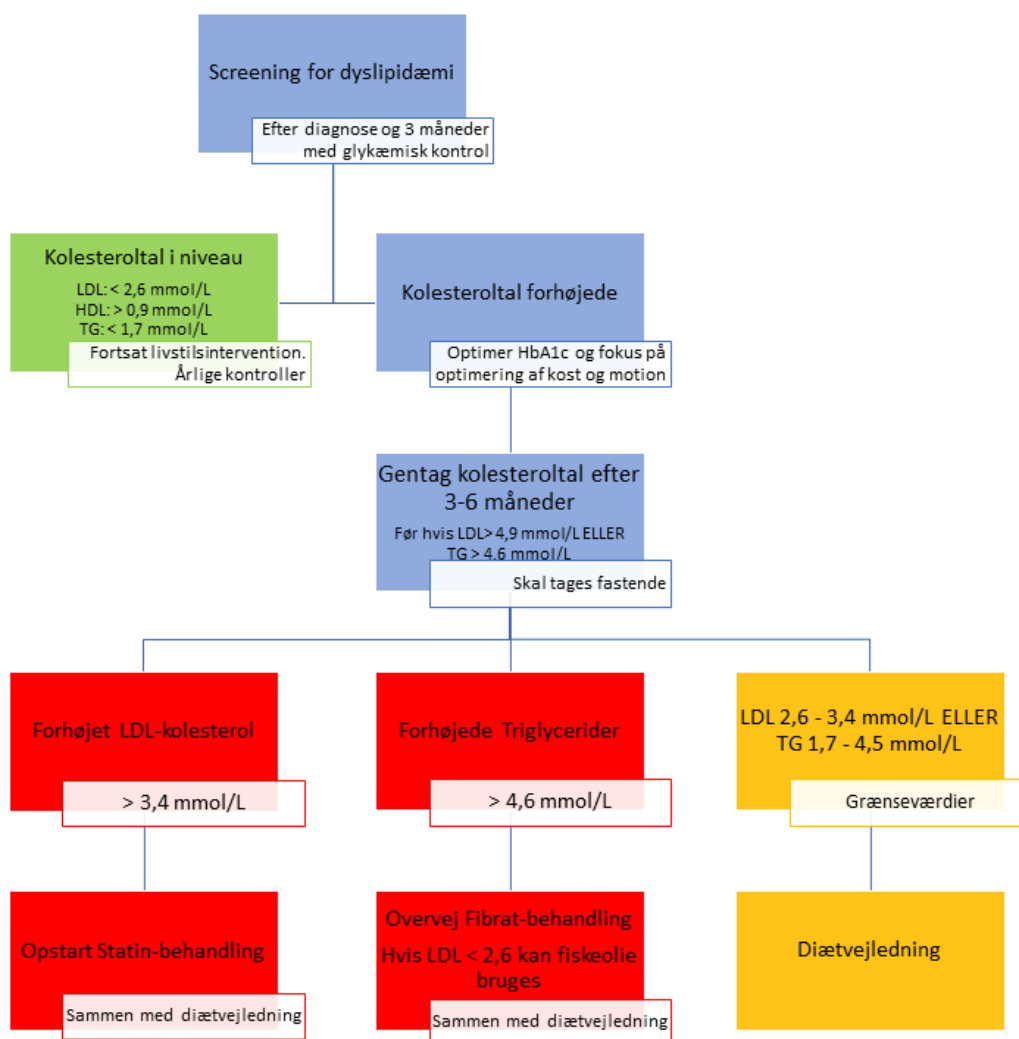 Screening for dyslipidæmi
Efter diagnose og 3 måneder
med glykæmisk kontrol
Kolesteroltal i niveau
LDL: < 2,6 mmol/L
HDL: > 0,9 mmol/L
TG: < 1,7 mmol/L
Fortsat livstilsintervention.
Årlige kontroller
Kolesteroltal forhøjede
Optimer HbA1c og fokus på
optimering af kost og motion
Gentag kolesteroltal efter
3-6 måneder
Før hvis LDL> 4,9 mmol/L ELLER
TG > 4,6 mmol/L
Skal tages fastende
Forhøjet LDL-kolesterol
> 3,4 mmol/L
Forhøjede Triglycerider
> 4,6 mmol/L
LDL 2,6 - 3,4 mmol/L ELLER
TG 1,7 - 4,5 mmol/L
Grænseværdier
Opstart Statin-behandling
Sammen med diætvejledning
Overvej Fibrat-behandling
Hvis LDL < 2,6 kan fiskeolie
bruges
Sammen med diætvejledning
Diætvejledning